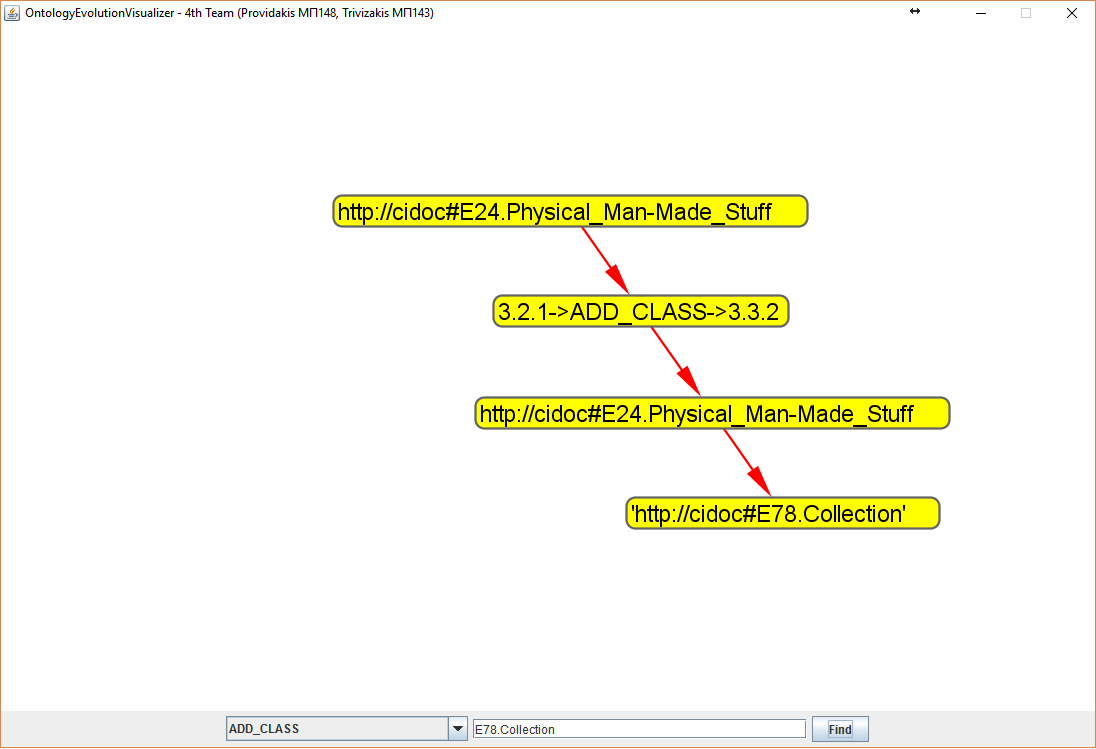 OntologyEvolutionVisualizer - 4th Team (Providakis ΜΠ148, Trivizakis ΜΠ143)
http://cidoc#E24.Physical_Man-Made_Stuff
3.2.1->ADD_CLASS->3.3.2
http://cidoc#E24.Physical_Man-Made_Stuff
'http://cidoc#E78.Collection'
ADD_CLASS E78.Collection Find